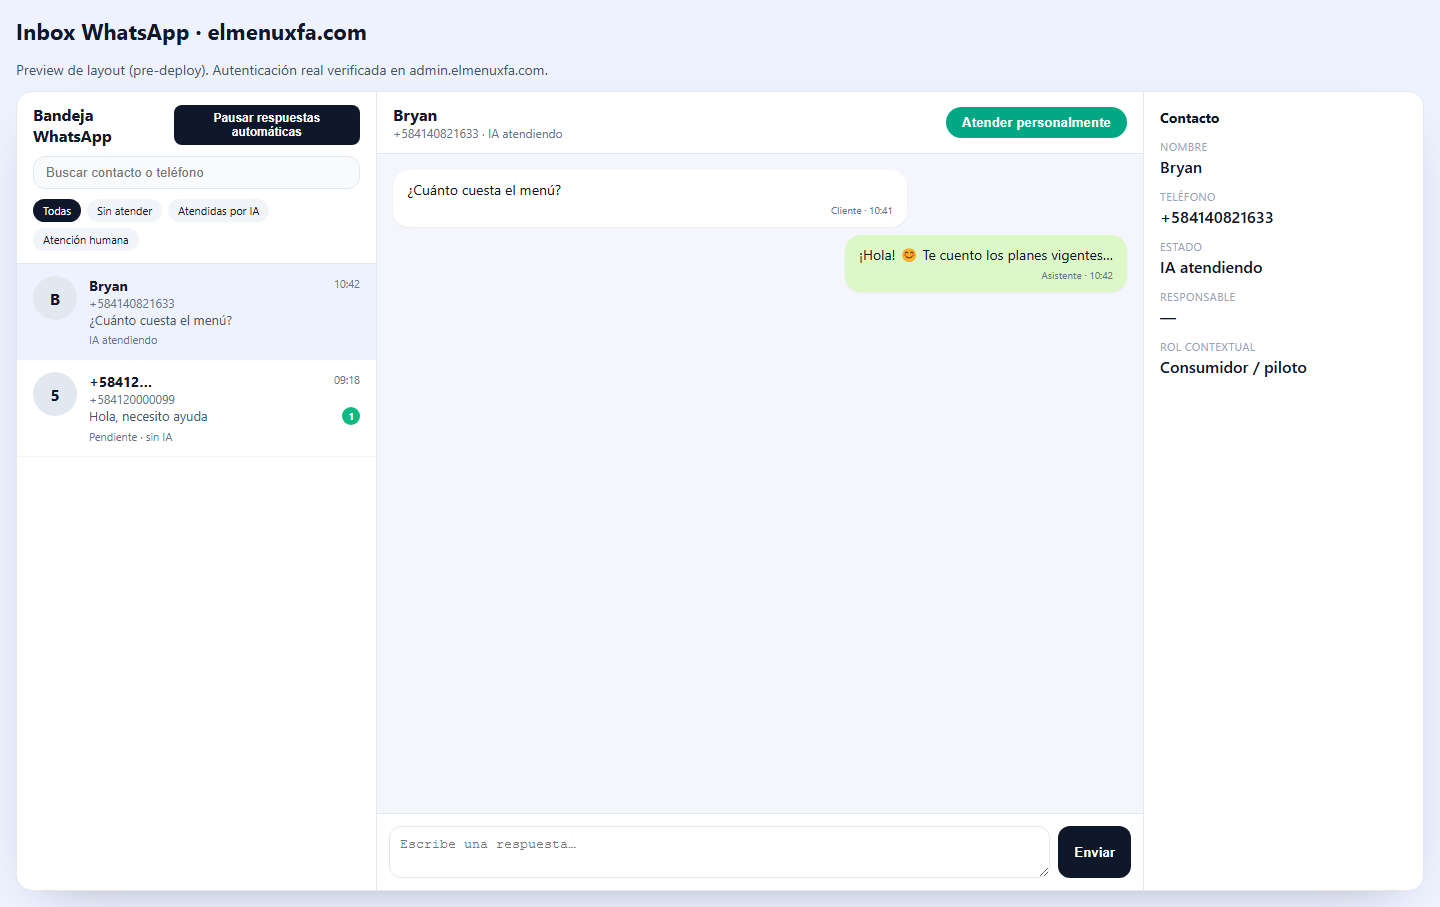 Inbox WhatsApp · elmenuxfa.com
Preview de layout (pre-deploy). Autenticación real verificada en admin.elmenuxfa.com.
Bandeja
WhatsApp
Pausar respuestas
automáticas
Buscar contacto o teléfono
Todas
Sin atender
Atendidas por IA
Atención humana
B
Bryan
10:42
+584140821633
¿Cuánto cuesta el menú?
IA atendiendo
5
+58412...
09:18
+584120000099
Hola, necesito ayuda
1
Pendiente · sin IA
Bryan
+584140821633 · IA atendiendo
Atender personalmente
¿Cuánto cuesta el menú?
Cliente · 10:41
¡Hola! 😊 Te cuento los planes vigentes...
Asistente · 10:42
Escribe una respuesta…
Enviar
Contacto
NOMBRE
Bryan
TELÉFONO
+584140821633
ESTADO
IA atendiendo
RESPONSABLE
—
ROL CONTEXTUAL
Consumidor / piloto